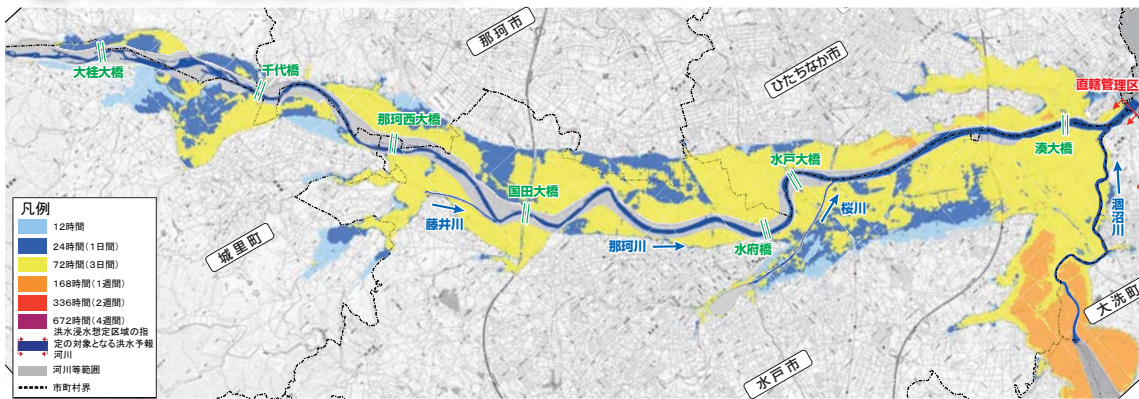 那珂市
ひたちなか市
直轄管理区
大桂大橋
千代橋
那珂西大橋
湊大橋
水戸大橋
国田大橋
藤井川
桜川
涸沼川
那珂川
水府橋
城里町
大洗町
水戸市
凡例
12時間
24時間(1日間)
72時間(3日間)
168時間(1週間)
336時間(2週間)
672時間(4週間)
洪水浸水想定区域の指
定の対象となる洪水予報
河川
河川等範囲
市町村界